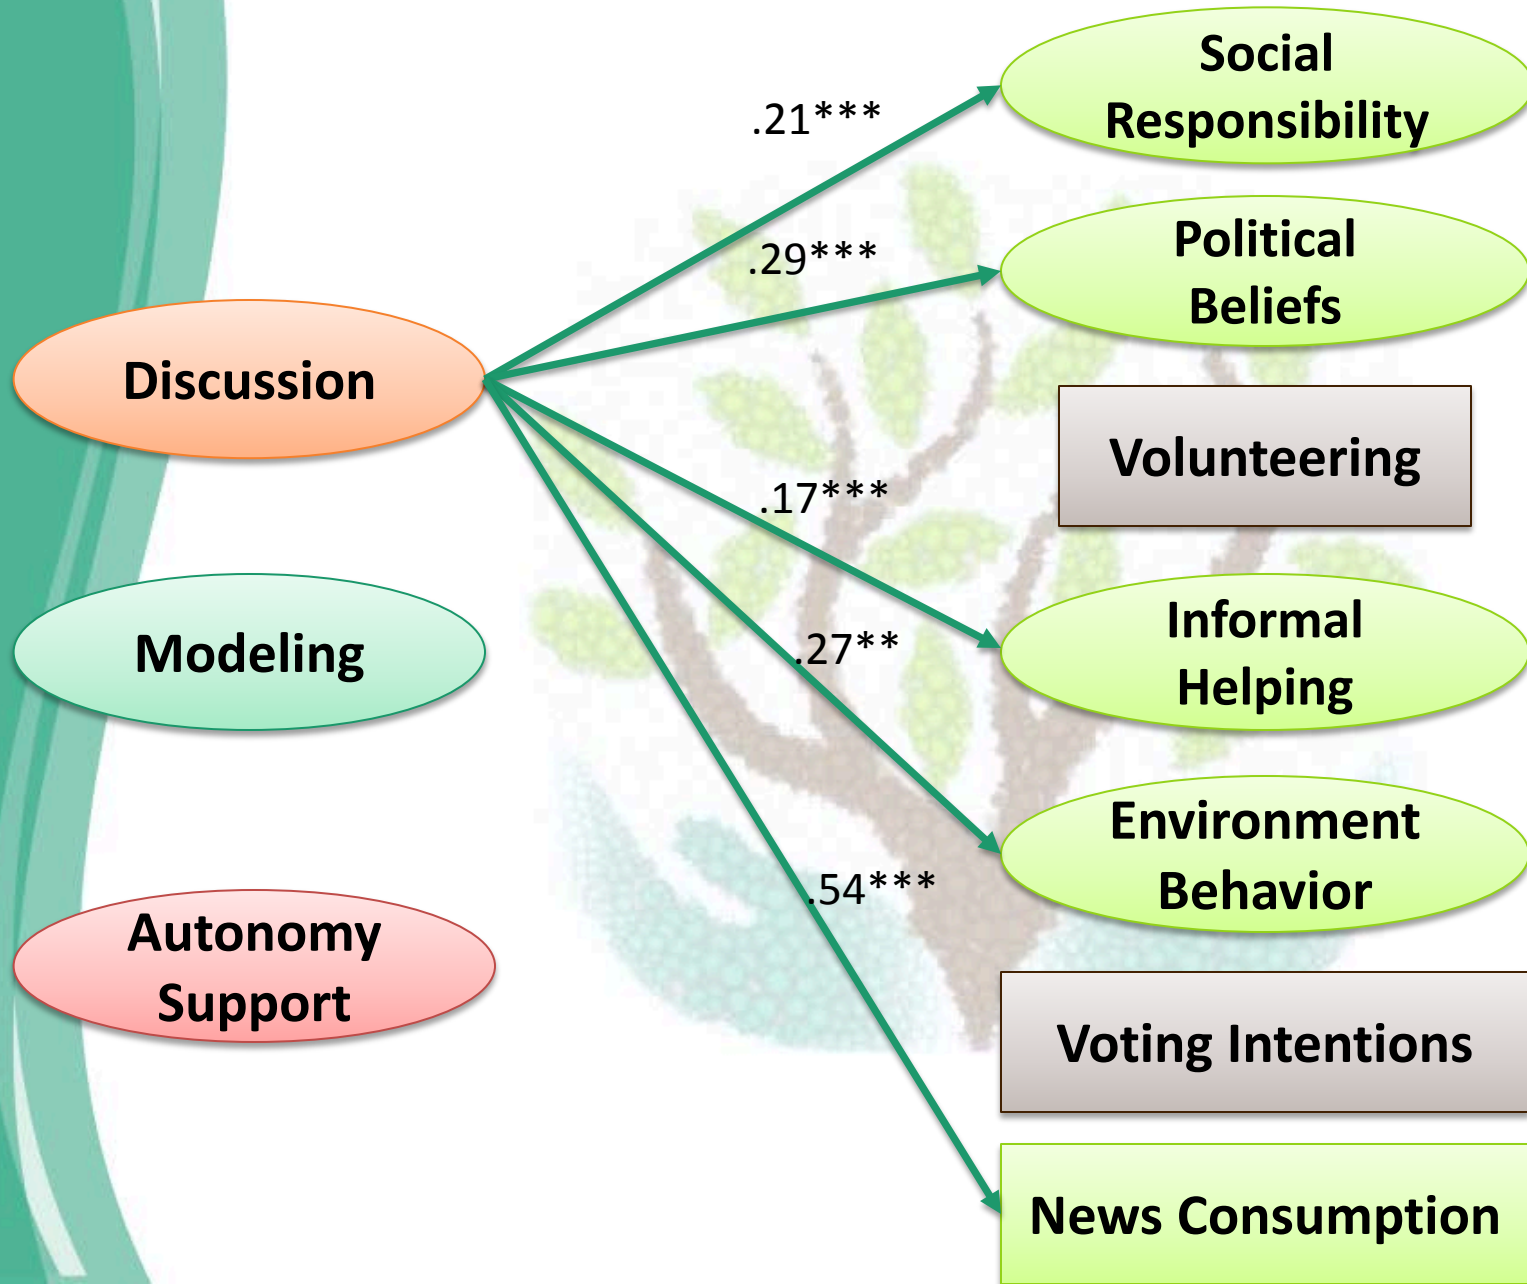 Social
Responsibility
.21***
Political
Beliefs
.29***
Discussion
Volunteering
.17***
Informal
Helping
Modeling
.27**
Environment
Behavior
.54***
Autonomy
Support
Voting Intentions
News Consumption